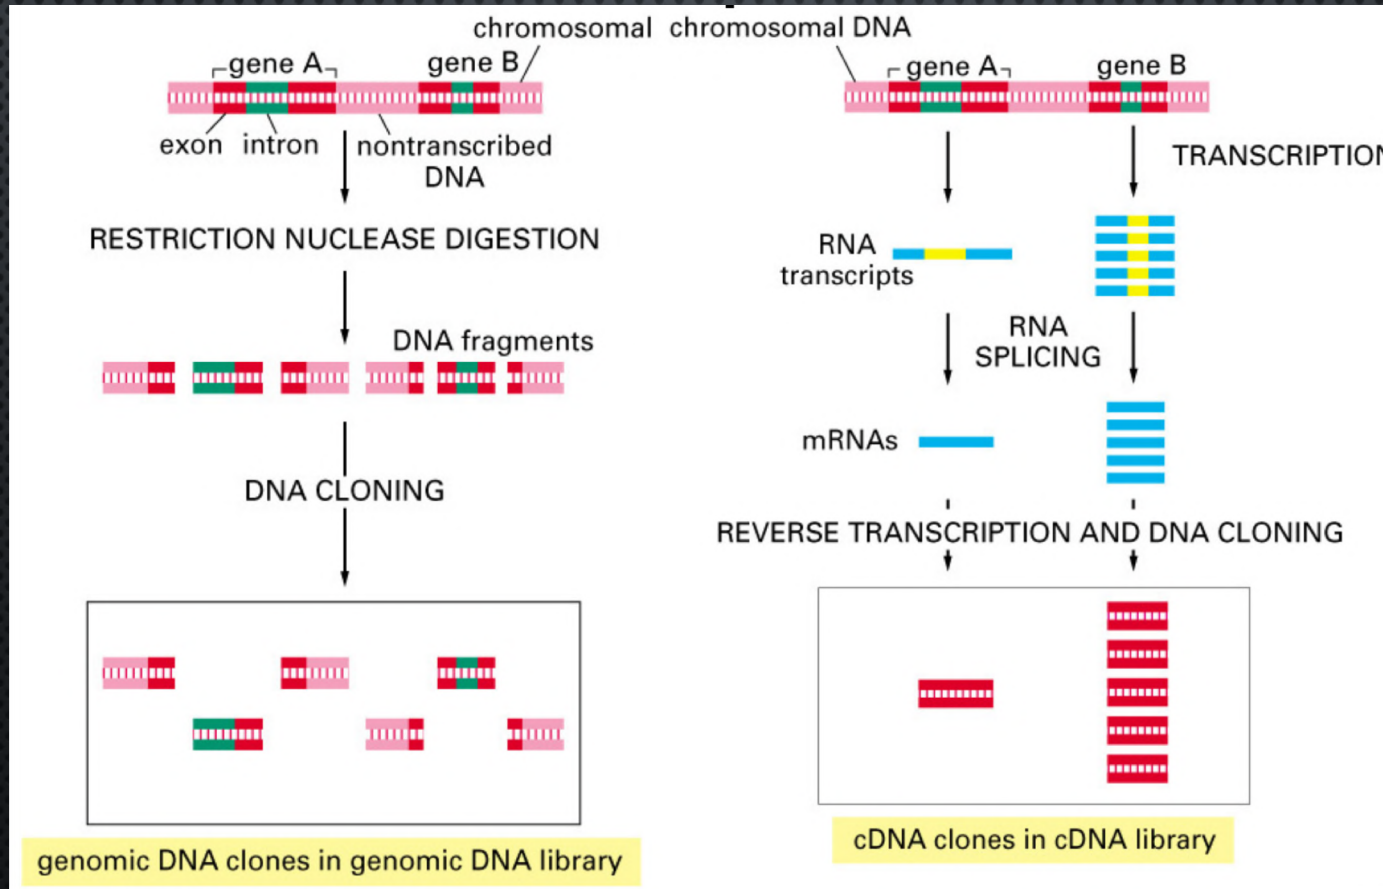 chromosomal
gene A
gene B
exon
intron
nontranscribed
DNA
RESTRICTION NUCLEASE DIGESTION
DNA fragments
DNA CLONING
genomic DNA clones in genomic DNA library
chromosomal DNA
gene A
gene B
TRANSCRIPTION
RNA
transcripts
RNA
SPLICING
mRNAs
REVERSE TRANSCRIPTION AND DNA CLONING
cDNA clones in cDNA library